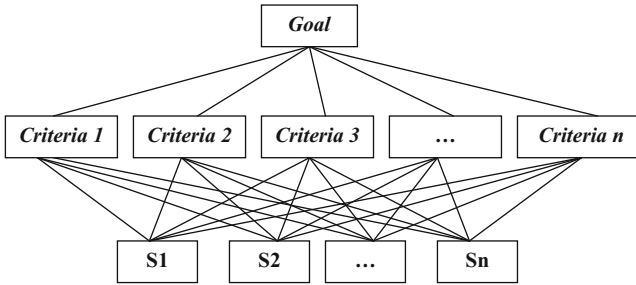 Goal
Criteria 1 Criteria 2 Criteria 3 … Criteria n
S1 S2 … Sn